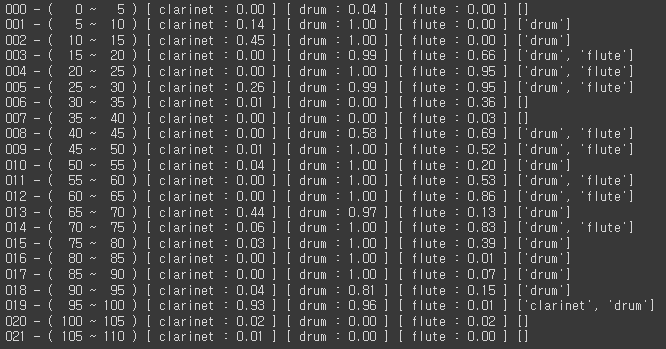 000 - (   0 ~   5) [ clarinet : 0.00 ] [ drum : 0.04 ] [ flute : 0.00 ] []
001 - (   5 ~  10) [ clarinet : 0.14 ] [ drum : 1.00 ] [ flute : 0.00 ] ['drum']
002 - (  10 ~  15) [ clarinet : 0.45 ] [ drum : 1.00 ] [ flute : 0.00 ] ['drum']
003 - (  15 ~  20) [ clarinet : 0.00 ] [ drum : 0.99 ] [ flute : 0.66 ] ['drum', 'flute']
004 - (  20 ~  25) [ clarinet : 0.00 ] [ drum : 1.00 ] [ flute : 0.95 ] ['drum', 'flute']
005 - (  25 ~  30) [ clarinet : 0.26 ] [ drum : 0.99 ] [ flute : 0.95 ] ['drum', 'flute']
006 - (  30 ~  35) [ clarinet : 0.01 ] [ drum : 0.00 ] [ flute : 0.36 ] []
007 - (  35 ~  40) [ clarinet : 0.00 ] [ drum : 0.00 ] [ flute : 0.03 ] []
008 - (  40 ~  45) [ clarinet : 0.00 ] [ drum : 0.58 ] [ flute : 0.69 ] ['drum', 'flute']
009 - (  45 ~  50) [ clarinet : 0.01 ] [ drum : 1.00 ] [ flute : 0.52 ] ['drum', 'flute']
010 - (  50 ~  55) [ clarinet : 0.04 ] [ drum : 1.00 ] [ flute : 0.20 ] ['drum']
011 - (  55 ~  60) [ clarinet : 0.00 ] [ drum : 1.00 ] [ flute : 0.53 ] ['drum', 'flute']
012 - (  60 ~  65) [ clarinet : 0.00 ] [ drum : 1.00 ] [ flute : 0.86 ] ['drum', 'flute']
013 - (  65 ~  70) [ clarinet : 0.44 ] [ drum : 0.97 ] [ flute : 0.13 ] ['drum']
014 - (  70 ~  75) [ clarinet : 0.06 ] [ drum : 1.00 ] [ flute : 0.83 ] ['drum', 'flute']
015 - (  75 ~  80) [ clarinet : 0.03 ] [ drum : 1.00 ] [ flute : 0.39 ] ['drum']
016 - (  80 ~  85) [ clarinet : 0.00 ] [ drum : 1.00 ] [ flute : 0.01 ] ['drum']
017 - (  85 ~  90) [ clarinet : 0.00 ] [ drum : 1.00 ] [ flute : 0.07 ] ['drum']
018 - (  90 ~  95) [ clarinet : 0.04 ] [ drum : 0.81 ] [ flute : 0.15 ] ['drum']
019 - (  95 ~ 100) [ clarinet : 0.93 ] [ drum : 0.96 ] [ flute : 0.01 ] ['clarinet', 'drum']
020 - ( 100 ~ 105) [ clarinet : 0.02 ] [ drum : 0.00 ] [ flute : 0.02 ] []
021 - ( 105 ~ 110) [ clarinet : 0.01 ] [ drum : 0.00 ] [ flute : 0.00 ] []